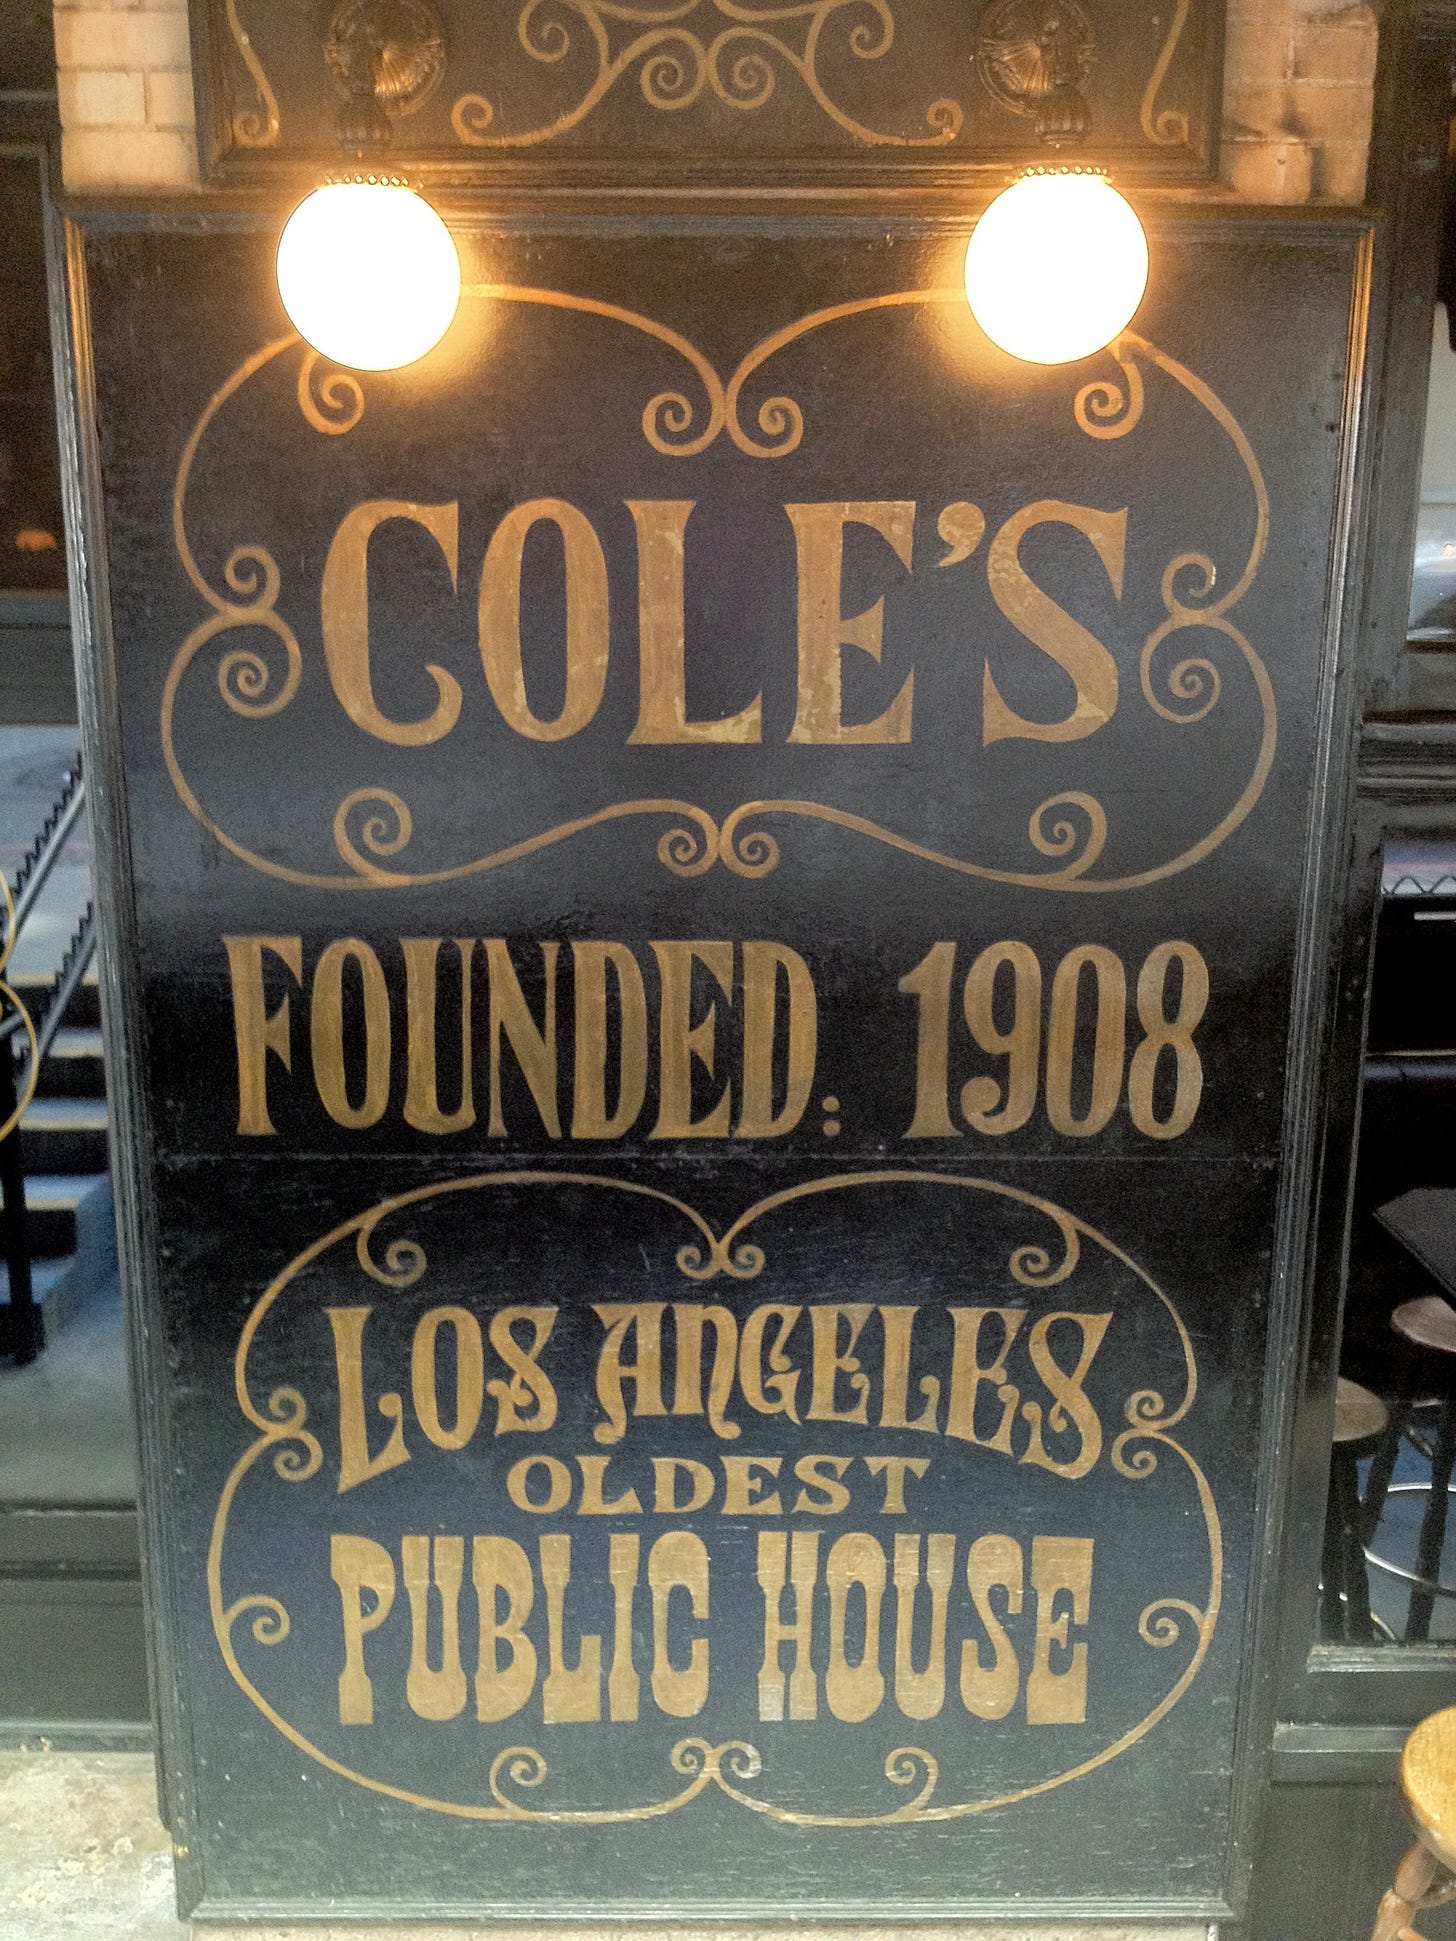 COLE'S
FOUNDED: 1908
LOS ANGELES
OLDEST
PUBLIC HOUSE